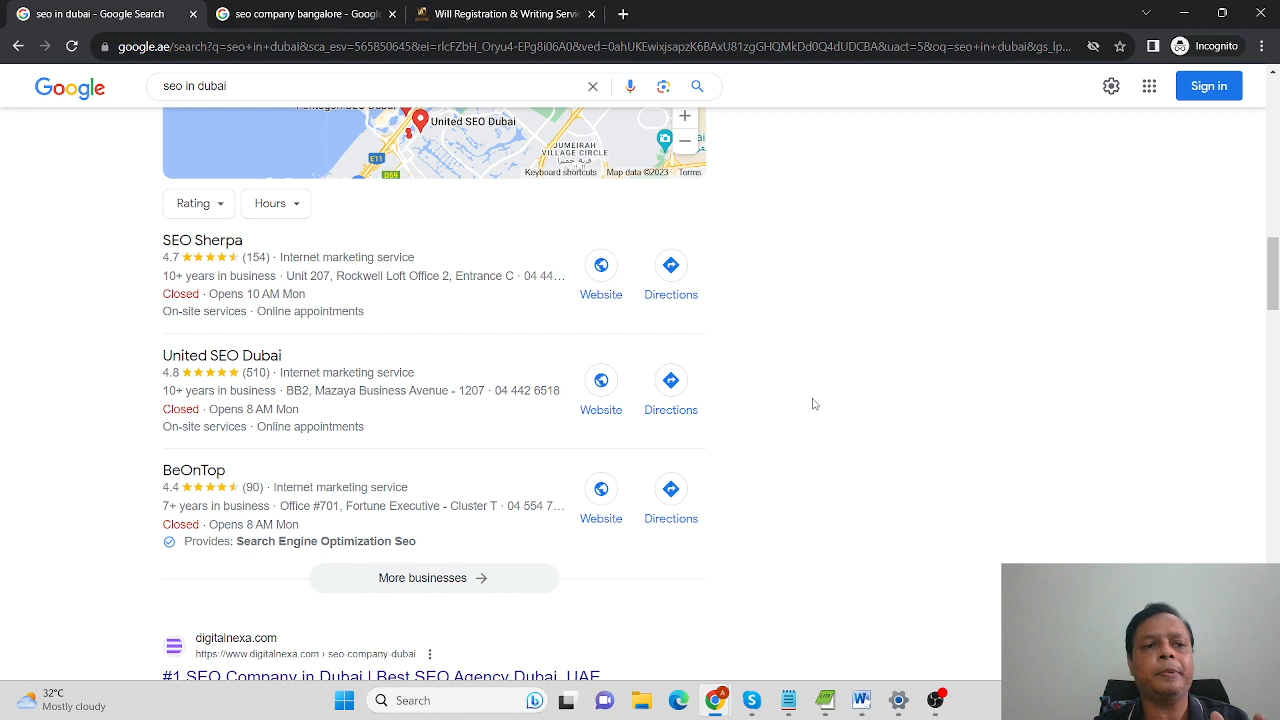 seo in dubai - Google Search
seo company bangalore - Google
Will Registration & Writing Servic
google.ae/search?q=seo+in+dubai&sca_esv=565850645&ei=rlcFZbH_Oryu4-EPg8i06A0&ved=0ahUKEwixjsapzK6BAxU81zgGHQMkDd0Q4dUDCBA&uact=5&oq=seo+in+dubai&gs_lp...
Incognito
Google
seo in dubai
Sign in
United SEO Dubai
JUMEIRAH
VILLAGE CIRCLE
قرية جميرا
E11
D59
Keyboard shortcuts
Map data ©2023
Terms
Rating
Hours
SEO Sherpa
4.7 (154) · Internet marketing service
10+ years in business · Unit 207, Rockwell Loft Office 2, Entrance C · 04 44...
Closed · Opens 10 AM Mon
On-site services · Online appointments
Website
Directions
United SEO Dubai
4.8 (510) · Internet marketing service
10+ years in business · BB2, Mazaya Business Avenue - 1207 · 04 442 6518
Closed · Opens 8 AM Mon
On-site services · Online appointments
Website
Directions
BeOnTop
4.4 (90) · Internet marketing service
7+ years in business · Office #701, Fortune Executive - Cluster T · 04 554 7...
Closed · Opens 8 AM Mon
Provides: Search Engine Optimization Seo
Website
Directions
More businesses
digitalnexa.com
https://www.digitalnexa.com › seo-company-dubai
#1 SEO Company in Dubai | Best SEO Agency Dubai, UAE
32°C
Mostly cloudy
Search